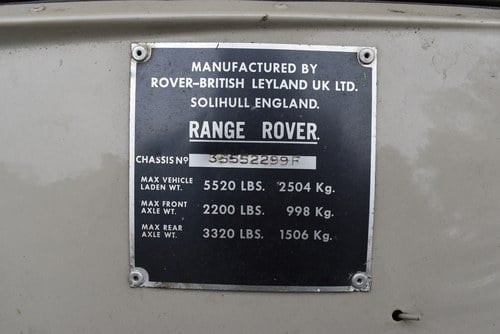 MANUFACTURED BY
ROVER-BRITISH LEYLAND UK LTD.
SOLIHULL ENGLAND.
RANGE ROVER.
CHASSIS Nº 35552299F
MAX VEHICLE LADEN WT. 5520 LBS. 2504 Kg.
MAX FRONT AXLE WT. 2200 LBS. 998 Kg.
MAX REAR AXLE WT. 3320 LBS. 1506 Kg.